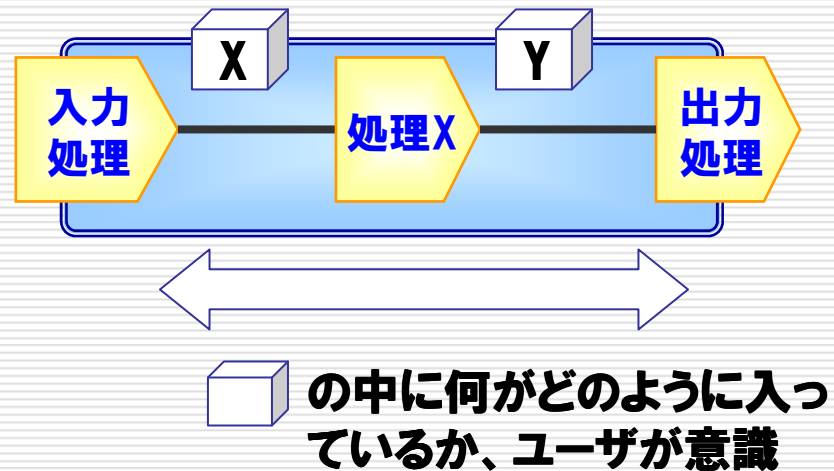 X
Y
入力
処理
処理X
出力
処理
の中に何がどのように入っ
ているか、ユーザが意識